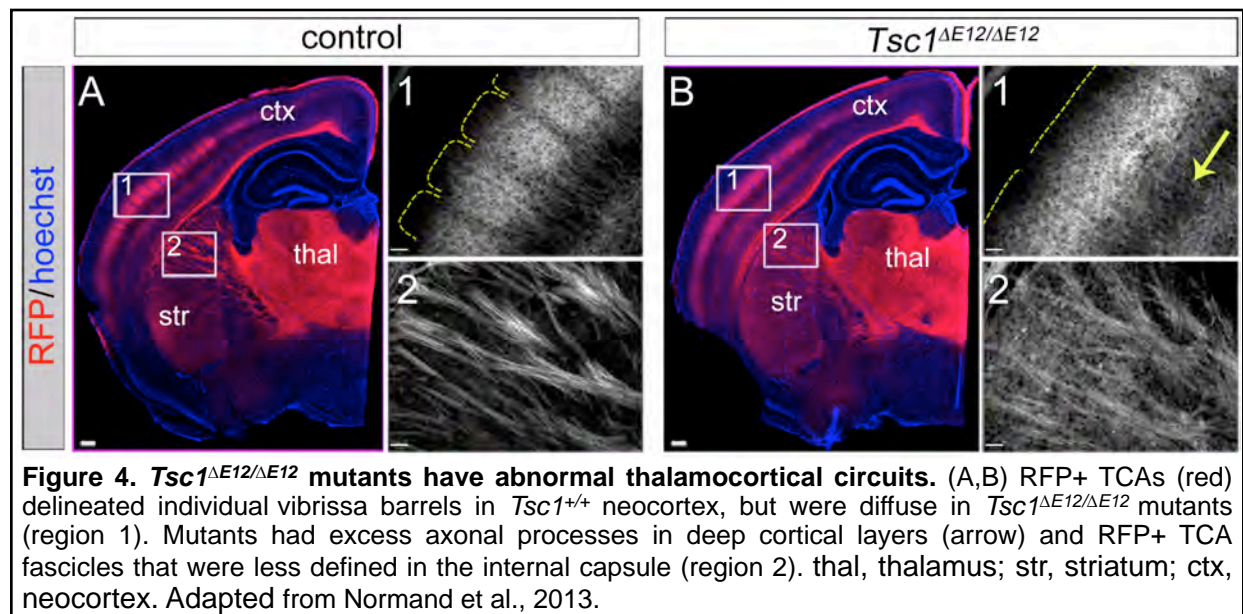 control
Tsc1ΔE12/ΔE12
RFP/hoechst
A
ctx
1
2
thal
str
1
2
B
ctx
1
2
thal
str
1
2
Figure 4. Tsc1ΔE12/ΔE12 mutants have abnormal thalamocortical circuits. (A,B) RFP+ TCAs (red)
delineated individual vibrissa barrels in Tsc1+/+ neocortex, but were diffuse in Tsc1ΔE12/ΔE12 mutants
(region 1). Mutants had excess axonal processes in deep cortical layers (arrow) and RFP+ TCA
fascicles that were less defined in the internal capsule (region 2). thal, thalamus; str, striatum; ctx,
neocortex. Adapted from Normand et al., 2013.